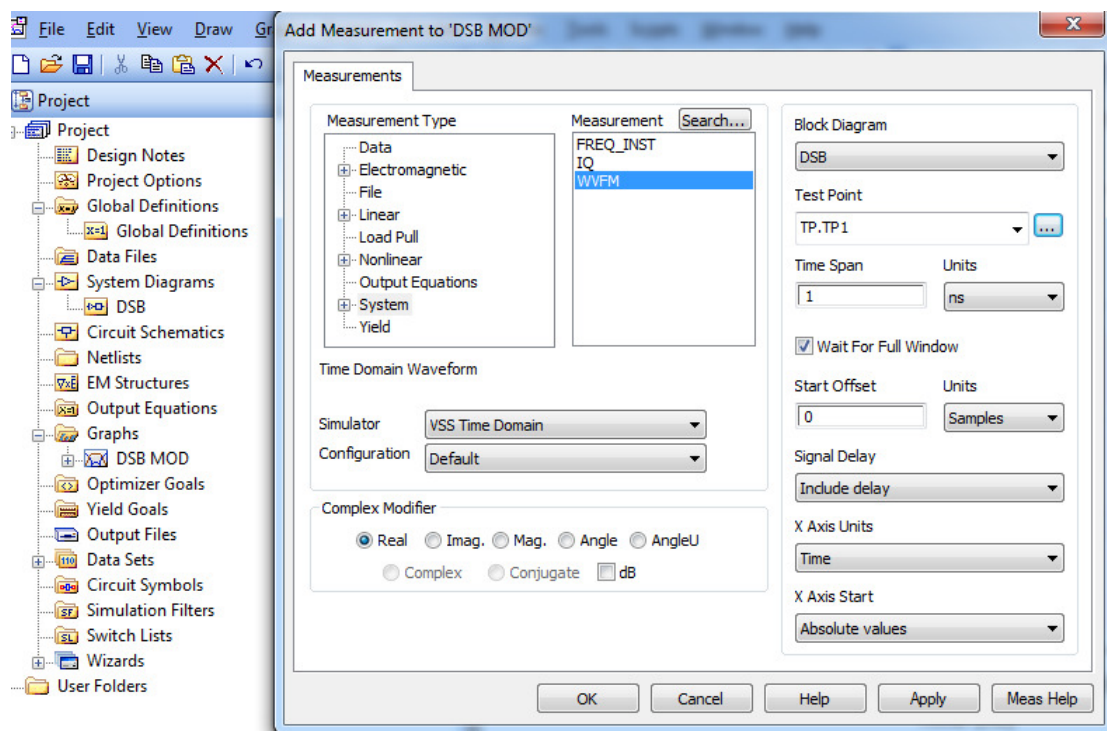 File Edit View Draw
Project
Project
Design Notes
Project Options
Global Definitions
x=1 Global Definitions
Data Files
System Diagrams
DSB
Circuit Schematics
Netlists
EM Structures
Output Equations
Graphs
DSB MOD
Optimizer Goals
Yield Goals
Output Files
Data Sets
Circuit Symbols
Simulation Filters
Switch Lists
Wizards
User Folders
Add Measurement to 'DSB MOD'
Measurements
Measurement Type
Data
Electromagnetic
File
Linear
Load Pull
Nonlinear
Output Equations
System
Yield
Measurement Search...
FREQ_INST
IQ
WVFM
Time Domain Waveform
Simulator VSS Time Domain
Configuration Default
Complex Modifier
Real Imag. Mag. Angle AngleU
Complex Conjugate dB
Block Diagram
DSB
Test Point
TP.TP1 ...
Time Span Units
1 ns
Wait For Full Window
Start Offset Units
0 Samples
Signal Delay
Include delay
X Axis Units
Time
X Axis Start
Absolute values
OK Cancel Help Apply Meas Help